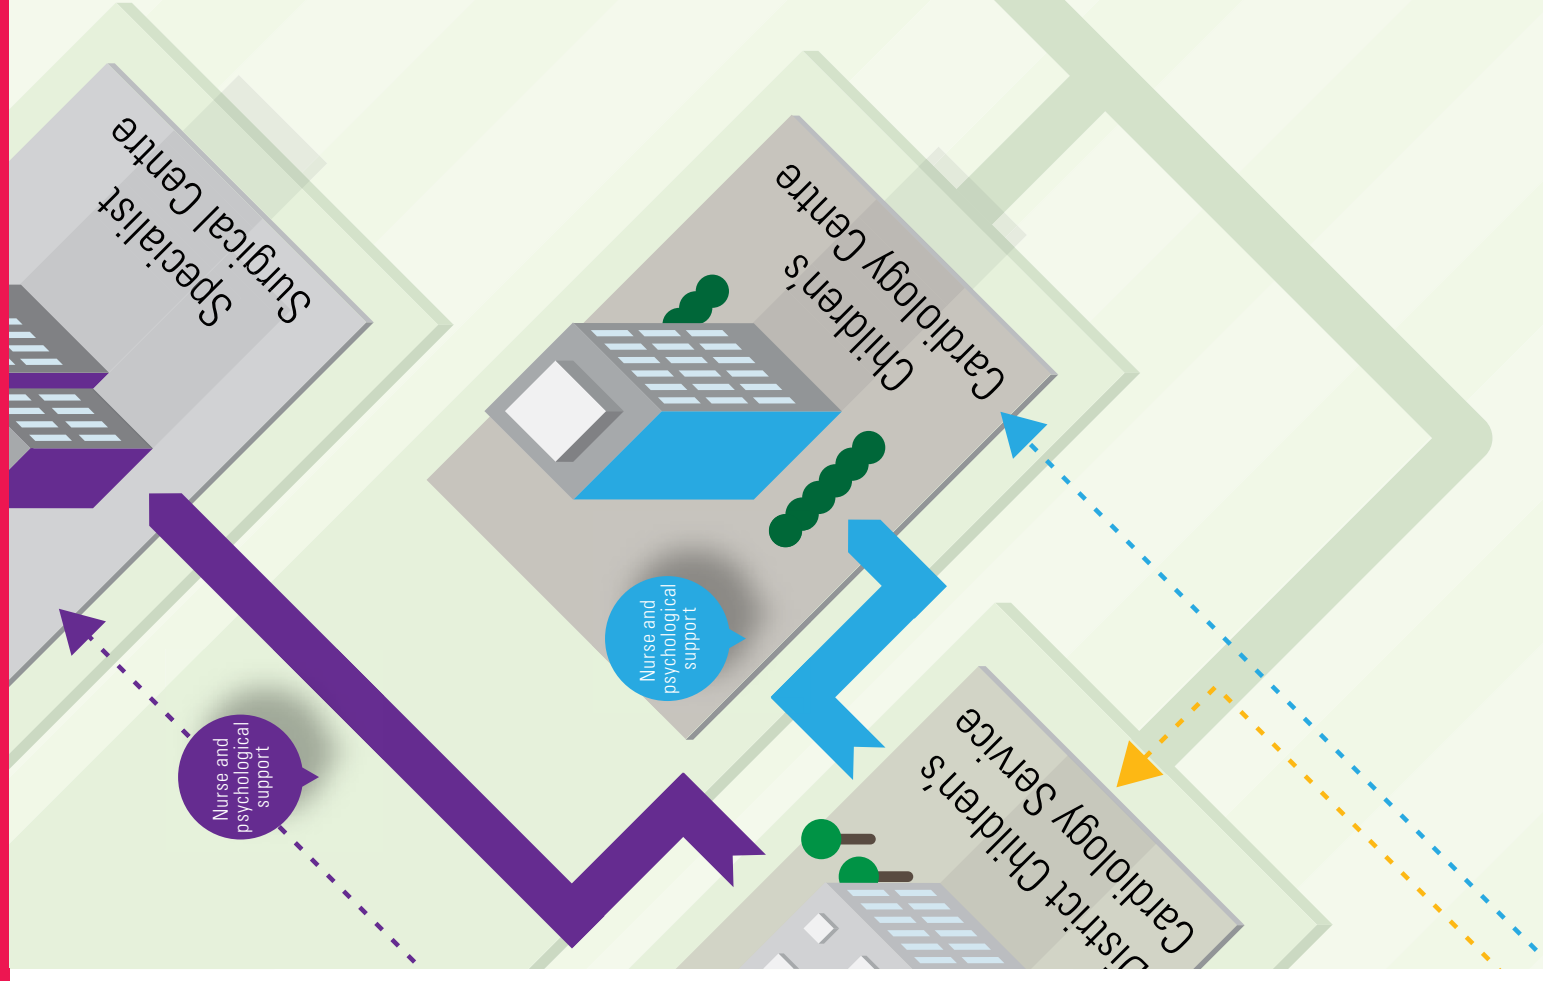 Specialist
Surgical Centre
Children's
Cardiology Centre
Nurse and
psychological
support
Nurse and
psychological
support
District Children's
Cardiology Service